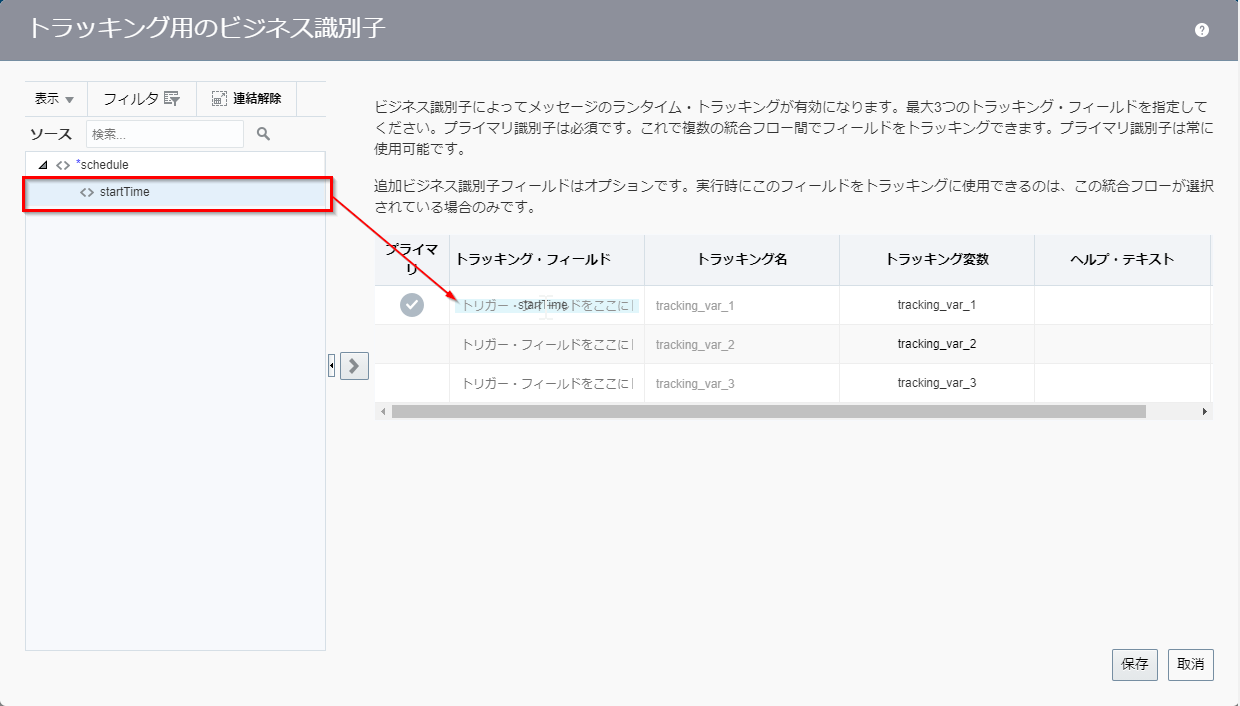 トラッキング用のビジネス識別子
表示
フィルタ
連結解除
ソース
検索...
*schedule
startTime
ビジネス識別子によってメッセージのランタイム・トラッキングが有効になります。最大3つのトラッキング・フィールドを指定して
ください。プライマリ識別子は必須です。これで複数の統合フロー間でフィールドをトラッキングできます。プライマリ識別子は常に
使用可能です。
追加ビジネス識別子フィールドはオプションです。実行時にこのフィールドをトラッキングに使用できるのは、この統合フローが選択
されている場合のみです。
プライマ
リ
トラッキング・フィールド
トラッキング名
トラッキング変数
ヘルプ・テキスト
トリガー・フィールドをここに
startTime
tracking_var_1
tracking_var_1
トリガー・フィールドをここに
tracking_var_2
tracking_var_2
トリガー・フィールドをここに
tracking_var_3
tracking_var_3
保存
取消